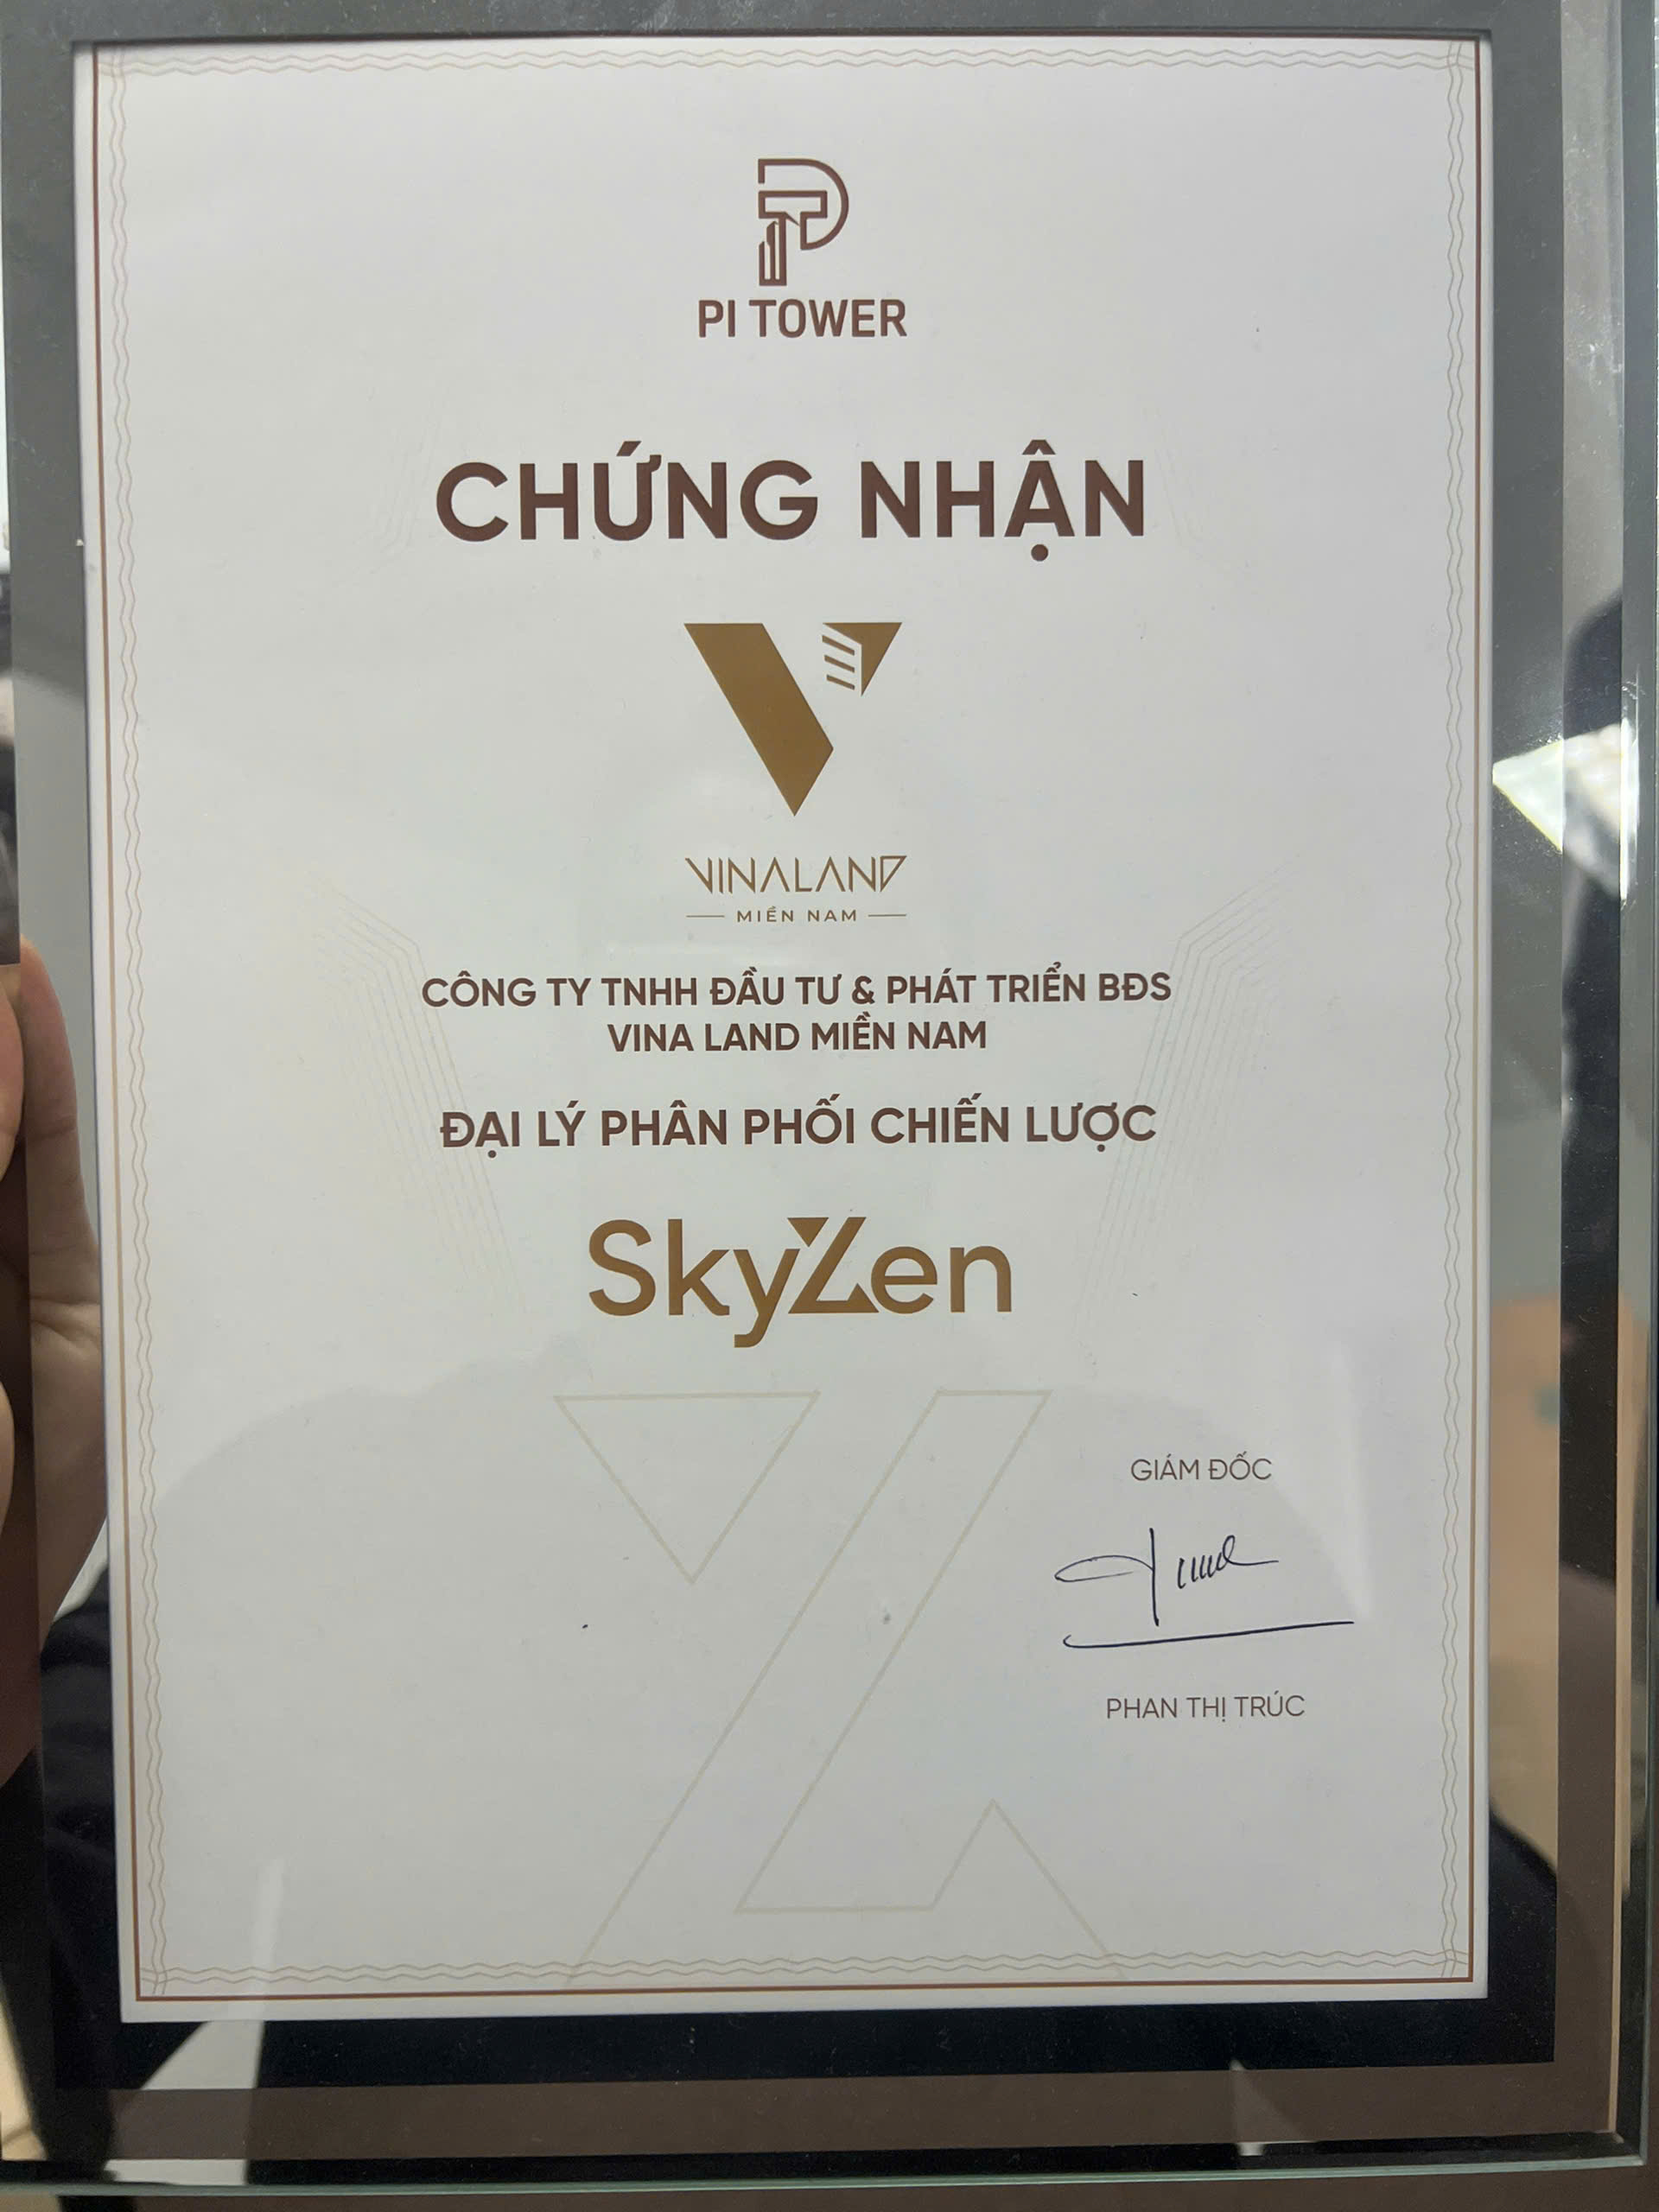 PI TOWER
CHỨNG NHẬN
VINALAND
MIỀN NAM
CÔNG TY TNHH ĐẦU TƯ & PHÁT TRIỂN BĐS
VINA LAND MIỀN NAM
ĐẠI LÝ PHÂN PHỐI CHIẾN LƯỢC
SkyZen
GIÁM ĐỐC
PHAN THỊ TRÚC